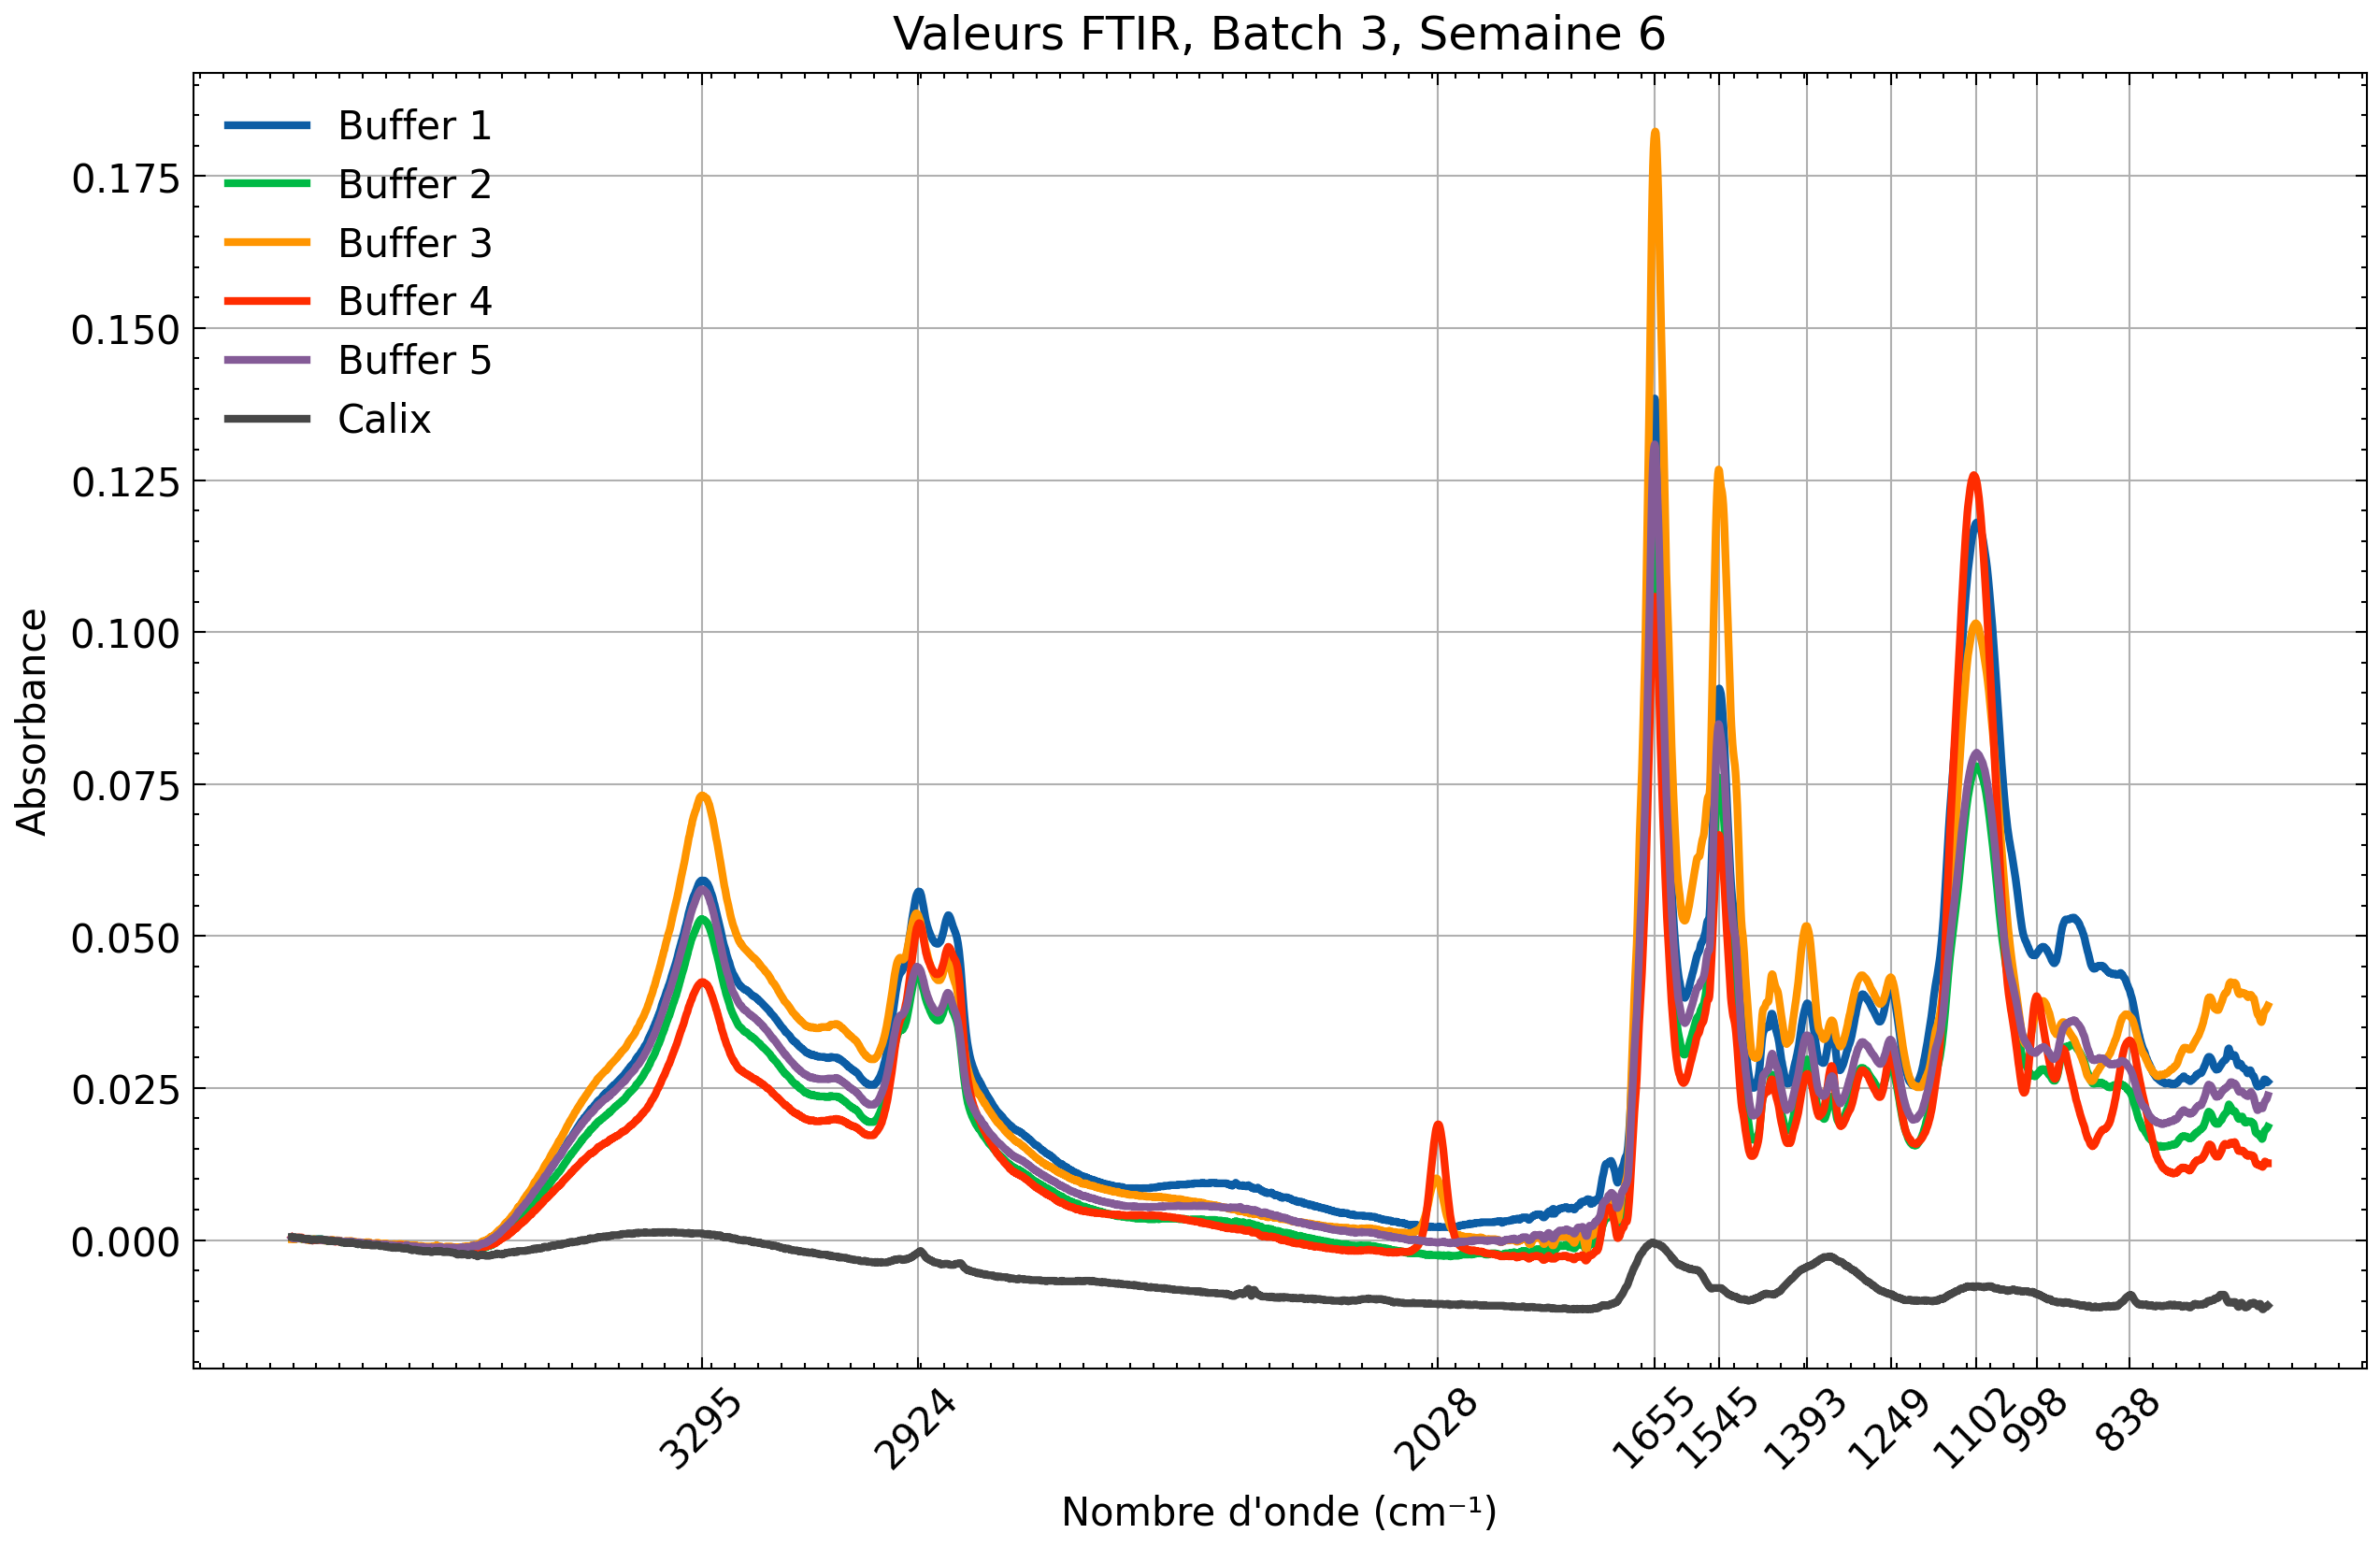 Valeurs FTIR, Batch 3, Semaine 6
Buffer 1
Buffer 2
Buffer 3
Buffer 4
Buffer 5
Calix
0.175
0.150
0.125
0.100
0.075
0.050
0.025
0.000
Absorbance
3295
2924
2028
1655
1545
1393
1249
1102
998
838
Nombre d'onde (cm⁻¹)